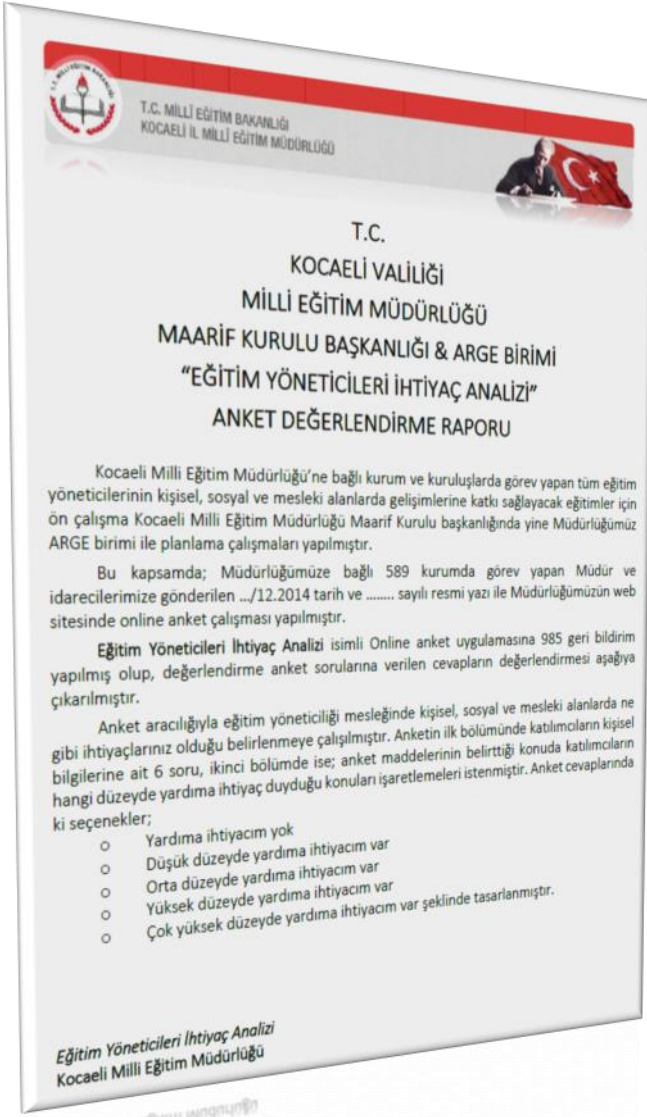 T.C. MİLLÎ EĞİTİM BAKANLIĞI
KOCAELİ İL MİLLÎ EĞİTİM MÜDÜRLÜĞÜ
T.C.
KOCAELİ VALİLİĞİ
MİLLİ EĞİTİM MÜDÜRLÜĞÜ
MAARİF KURULU BAŞKANLIĞI & ARGE BİRİMİ
“EĞİTİM YÖNETİCİLERİ İHTİYAÇ ANALİZİ”
ANKET DEĞERLENDİRME RAPORU
Kocaeli Milli Eğitim Müdürlüğü’ne bağlı kurum ve kuruluşlarda görev yapan tüm eğitim
yöneticilerinin kişisel, sosyal ve mesleki alanlarda gelişimlerine katkı sağlayacak eğitimler için
ön çalışma Kocaeli Milli Eğitim Müdürlüğü Maarif Kurulu başkanlığında yine Müdürlüğümüz
ARGE birimi ile planlama çalışmaları yapılmıştır.
Bu kapsamda; Müdürlüğümüze bağlı 589 kurumda görev yapan Müdür ve
idarecilerimize gönderilen .../12.2014 tarih ve ........ sayılı resmi yazı ile Müdürlüğümüzün web
sitesinde online anket çalışması yapılmıştır.
Eğitim Yöneticileri İhtiyaç Analizi isimli Online anket uygulamasına 985 geri bildirim
yapılmış olup, değerlendirme anket sorularına verilen cevapların değerlendirmesi aşağıya
çıkarılmıştır.
Anket aracılığıyla eğitim yöneticiliği mesleğinde kişisel, sosyal ve mesleki alanlarda ne
gibi ihtiyaçlarınız olduğu belirlenmeye çalışılmıştır. Anketin ilk bölümünde katılımcıların kişisel
bilgilerine ait 6 soru, ikinci bölümde ise; anket maddelerinin belirttiği konuda katılımcıların
hangi düzeyde yardıma ihtiyaç duyduğu konuları işaretlemeleri istenmiştir. Anket cevaplarında
ki seçenekler;
o Yardıma ihtiyacım yok
o Düşük düzeyde yardıma ihtiyacım var
o Orta düzeyde yardıma ihtiyacım var
o Yüksek düzeyde yardıma ihtiyacım var
o Çok yüksek düzeyde yardıma ihtiyacım var şeklinde tasarlanmıştır.
Eğitim Yöneticileri İhtiyaç Analizi
Kocaeli Milli Eğitim Müdürlüğü